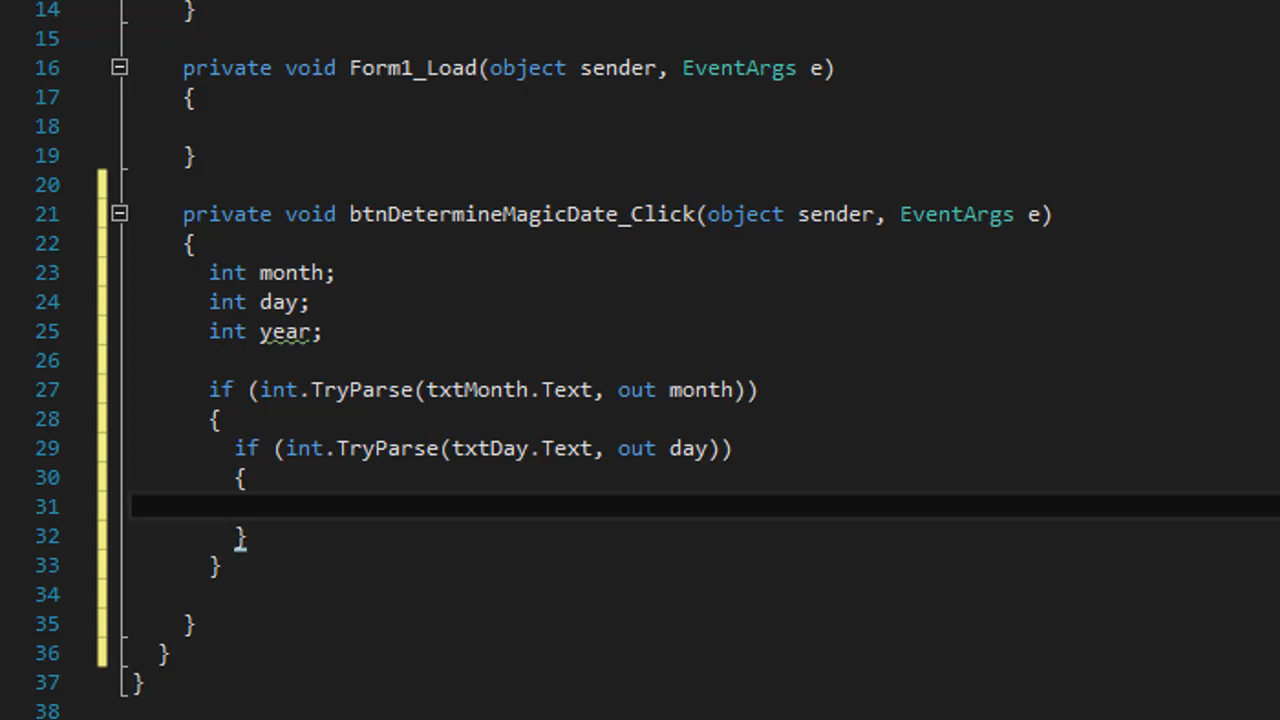 14 }
15
16 private void Form1_Load(object sender, EventArgs e)
17 {
18
19 }
20
21 private void btnDetermineMagicDate_Click(object sender, EventArgs e)
22 {
23 int month;
24 int day;
25 int year;
26
27 if (int.TryParse(txtMonth.Text, out month))
28 {
29 if (int.TryParse(txtDay.Text, out day))
30 {
31
32 }
33 }
34
35 }
36 }
37 }
38